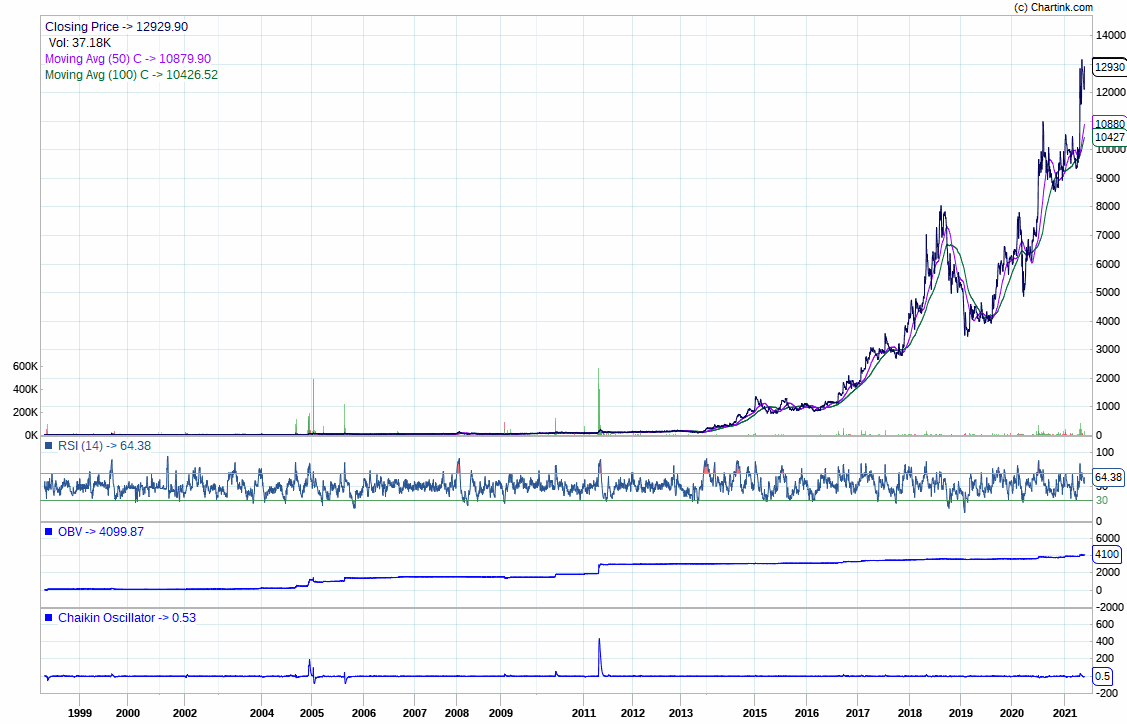 (c) Chartink.com
Closing Price -> 12929.90
Vol: 37.18K
Moving Avg (50) C -> 10879.90
Moving Avg (100) C -> 10426.52
14000
12930
12000
10880
10427
10000
9000
8000
7000
6000
5000
4000
3000
2000
1000
0
600K
400K
200K
0K
RSI (14) -> 64.38
100
64.38
30
0
OBV -> 4099.87
6000
4100
2000
0
-2000
Chaikin Oscillator -> 0.53
600
400
200
0.5
-200
1999 2000 2002 2004 2005 2006 2007 2008 2009 2011 2012 2013 2015 2016 2017 2018 2019 2020 2021